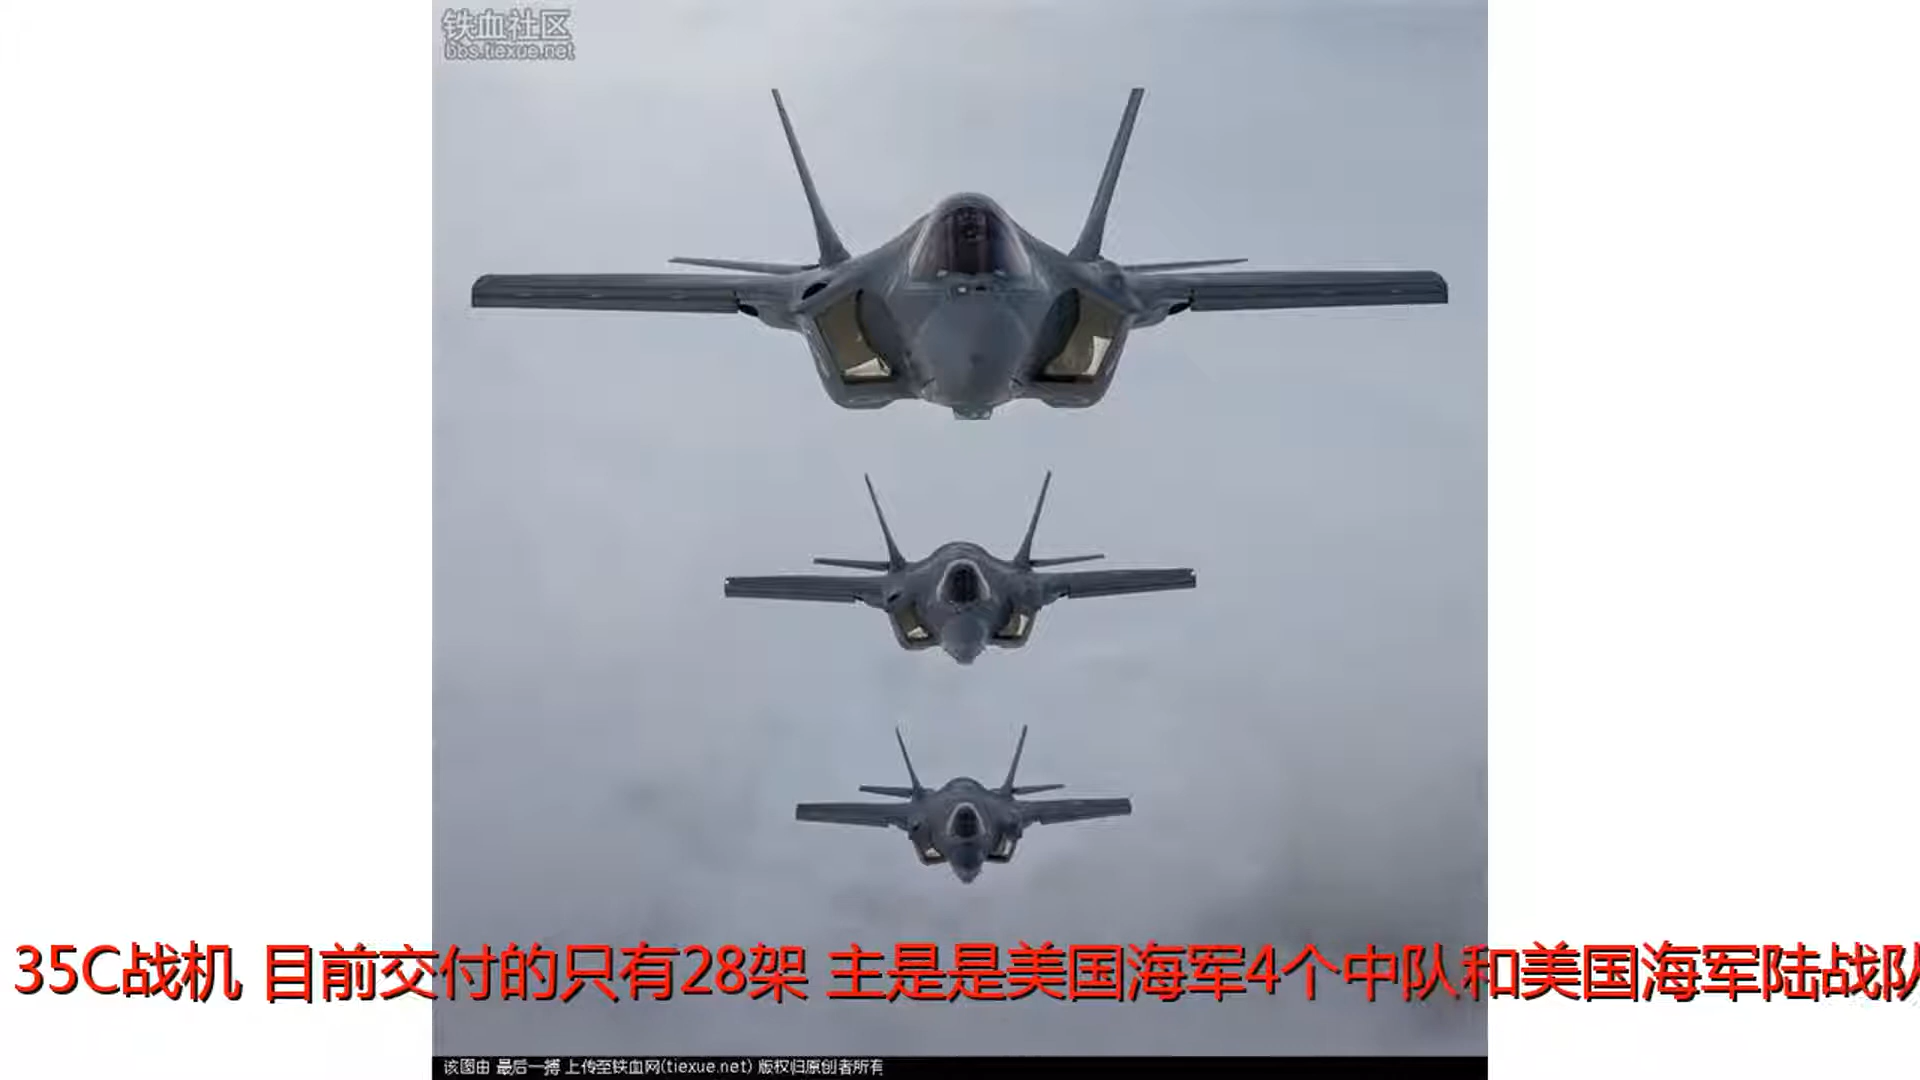 铁血社区
bbs.tiexue.net
35C战机 目前交付的只有28架 主是是美国海军4个中队和美国海军陆战队
该图由 最后一搏 上传至铁血网(tiexue.net) 版权归原创者所有